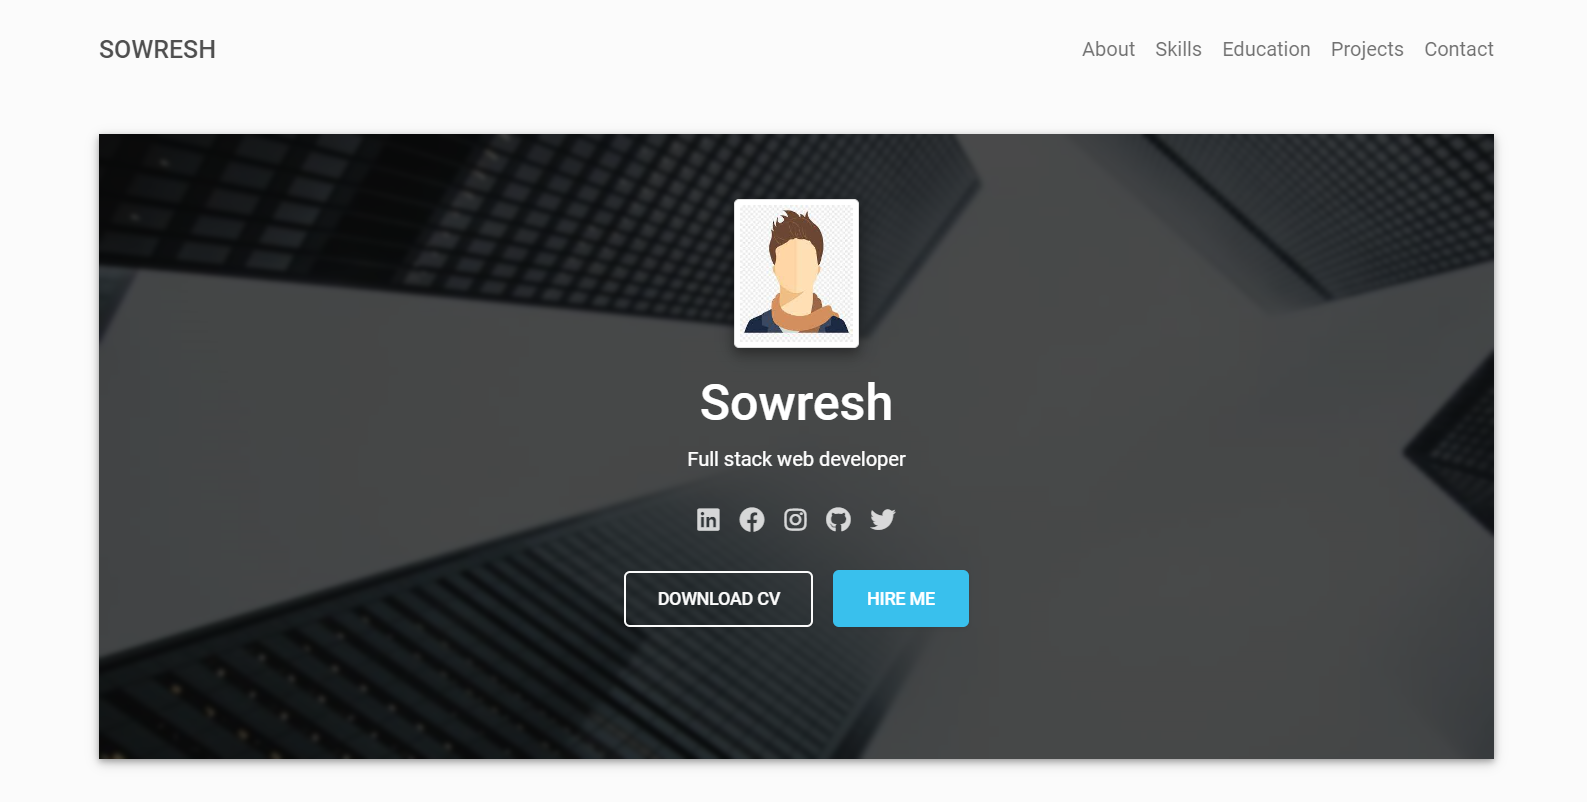 SOWRESH
About Skills Education Projects Contact
Sowresh
Full stack web developer
DOWNLOAD CV HIRE ME